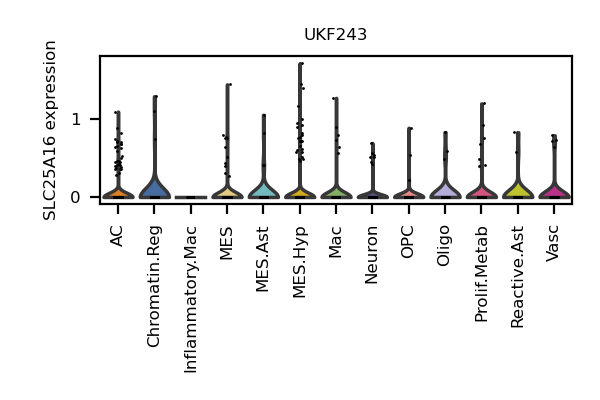 UKF243
SLC25A16 expression
1
0
AC
Chromatin.Reg
Inflammatory.Mac
MES
MES.Ast
MES.Hyp
Mac
Neuron
OPC
Oligo
Prolif.Metab
Reactive.Ast
Vasc